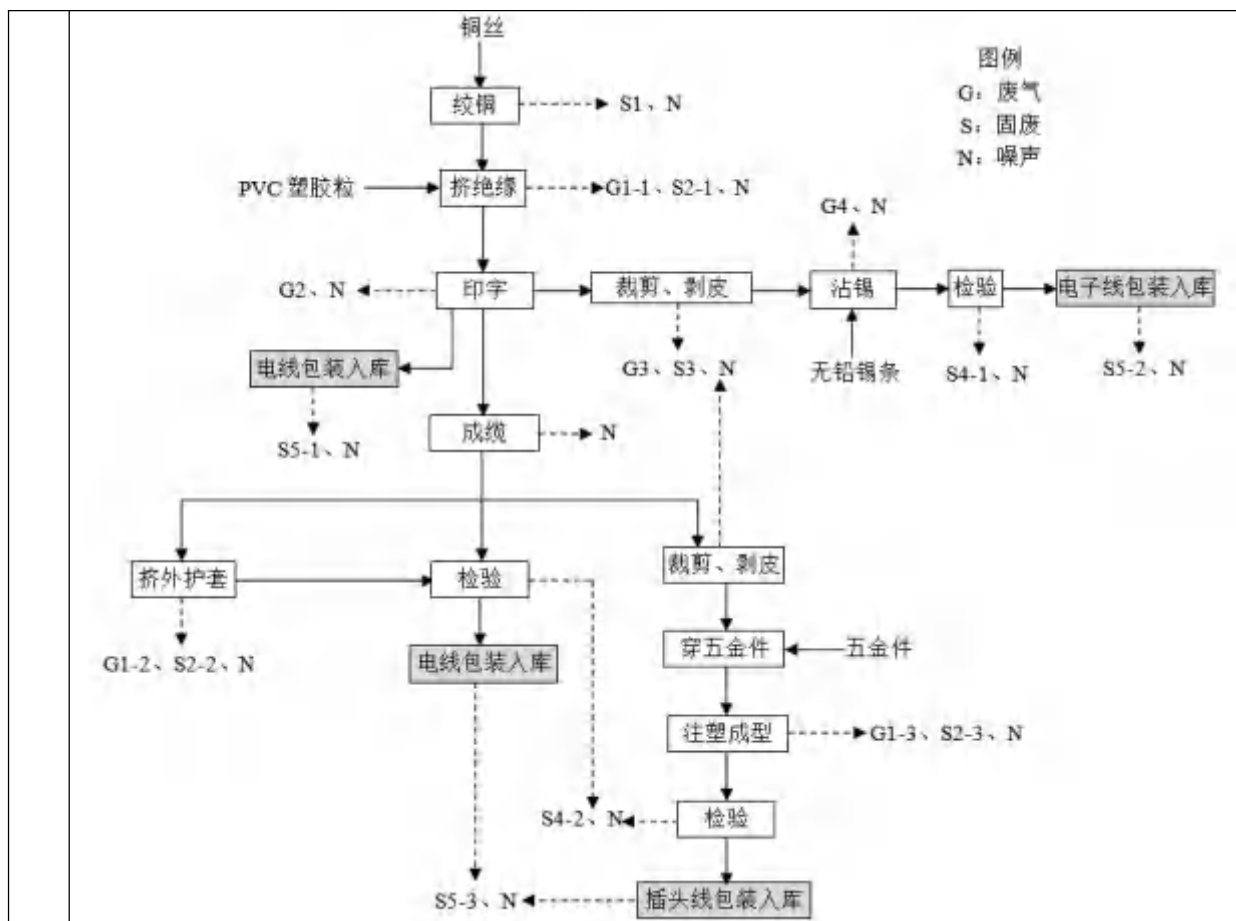 铜丝
图例
G：废气
S：固废
N：噪声
绞铜
S1、N
PVC 塑胶粒
挤绝缘
G1-1、S2-1、N
G4、N
G2、N
印字
裁剪、剥皮
沾锡
检验
电子线包装入库
电线包装入库
G3、S3、N
无铅锡条
S4-1、N
S5-2、N
S5-1、N
成缆
N
挤外护套
检验
裁剪、剥皮
G1-2、S2-2、N
电线包装入库
穿五金件
五金件
注塑成型
G1-3、S2-3、N
S4-2、N
检验
S5-3、N
插头线包装入库